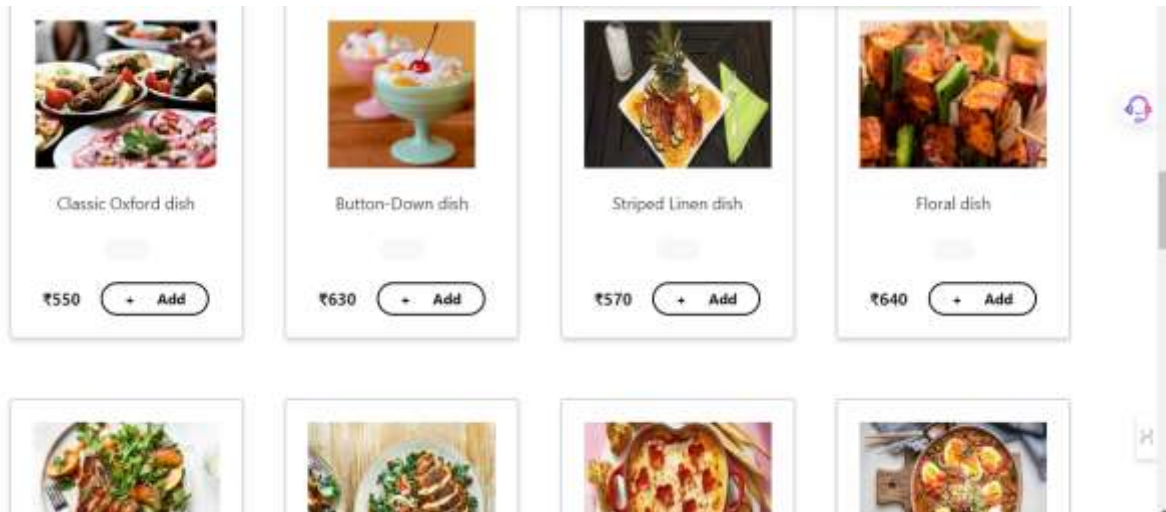 Classic Oxford dish
Button-Down dish
Striped Linen dish
Floral dish
₹550 + Add
₹630 + Add
₹570 + Add
₹640 + Add